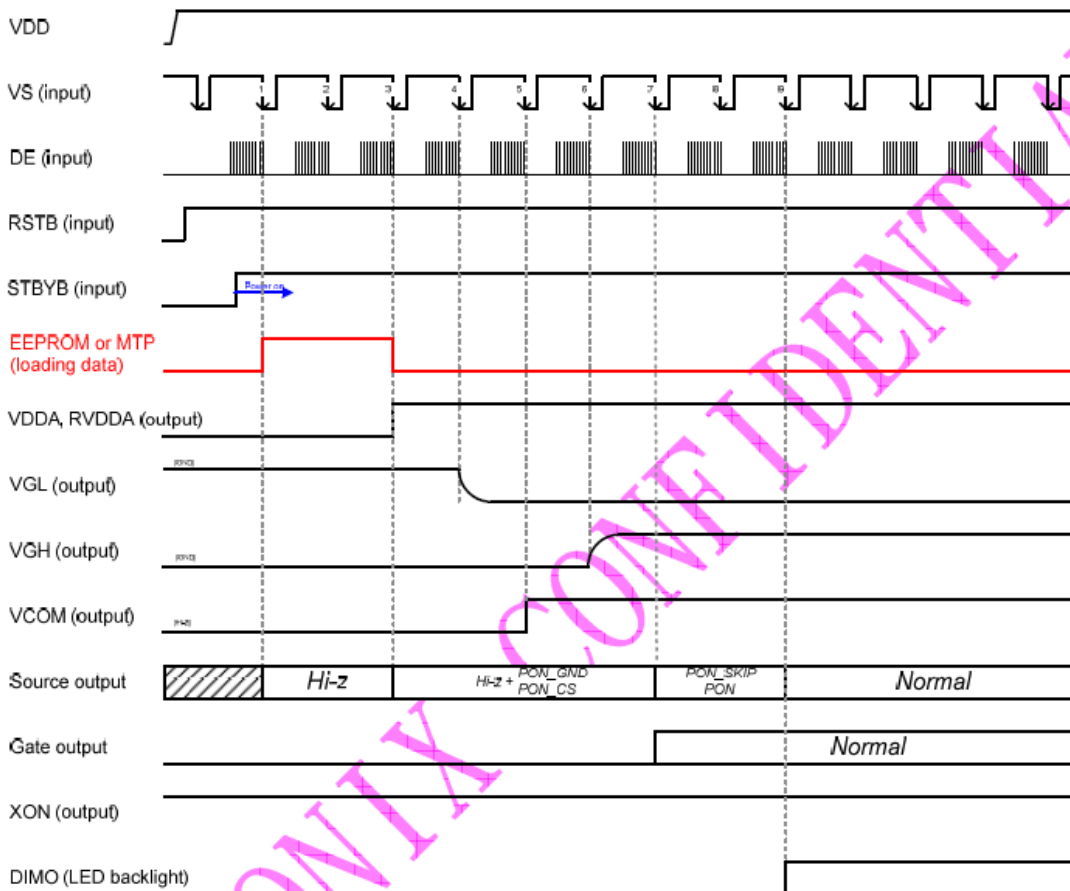 VDD
VS (input)
1 2 3 4 5 6 7 8 9
DE (input)
RSTB (input)
STBYB (input)
Power on
EEPROM or MTP
(loading data)
VDDA, RVDDA (output)
VGL (output)
VGH (output)
VCOM (output)
Source output
Hi-z
Hi-z + PON_GND
PON_CS
PON_SKIP
PON
Normal
Gate output
Normal
XON (output)
DIMO (LED backlight)
ONIX CONFIDENTIA